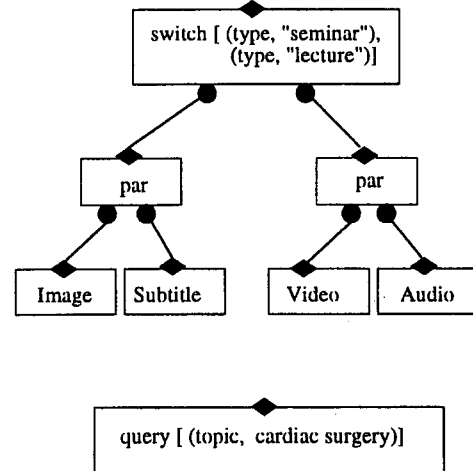 switch [ (type, "seminar"),
(type, "lecture")]
par
par
Image
Subtitle
Video
Audio
query [ (topic, cardiac surgery)]